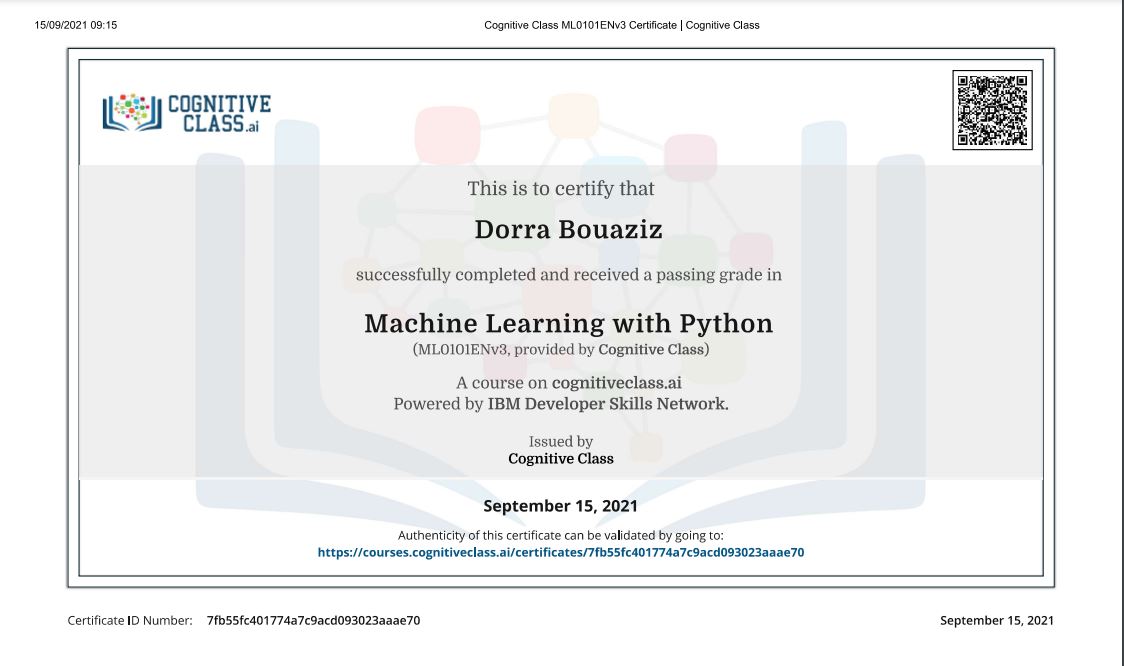 15/09/2021 09:15
Cognitive Class ML0101ENv3 Certificate | Cognitive Class
COGNITIVE
CLASS.ai
This is to certify that
Dorra Bouaziz
successfully completed and received a passing grade in
Machine Learning with Python
(ML0101ENv3, provided by Cognitive Class)
A course on cognitiveclass.ai
Powered by IBM Developer Skills Network.
Issued by
Cognitive Class
September 15, 2021
Authenticity of this certificate can be validated by going to:
https://courses.cognitiveclass.ai/certificates/7fb55fc401774a7c9acd093023aaae70
Certificate ID Number: 7fb55fc401774a7c9acd093023aaae70
September 15, 2021